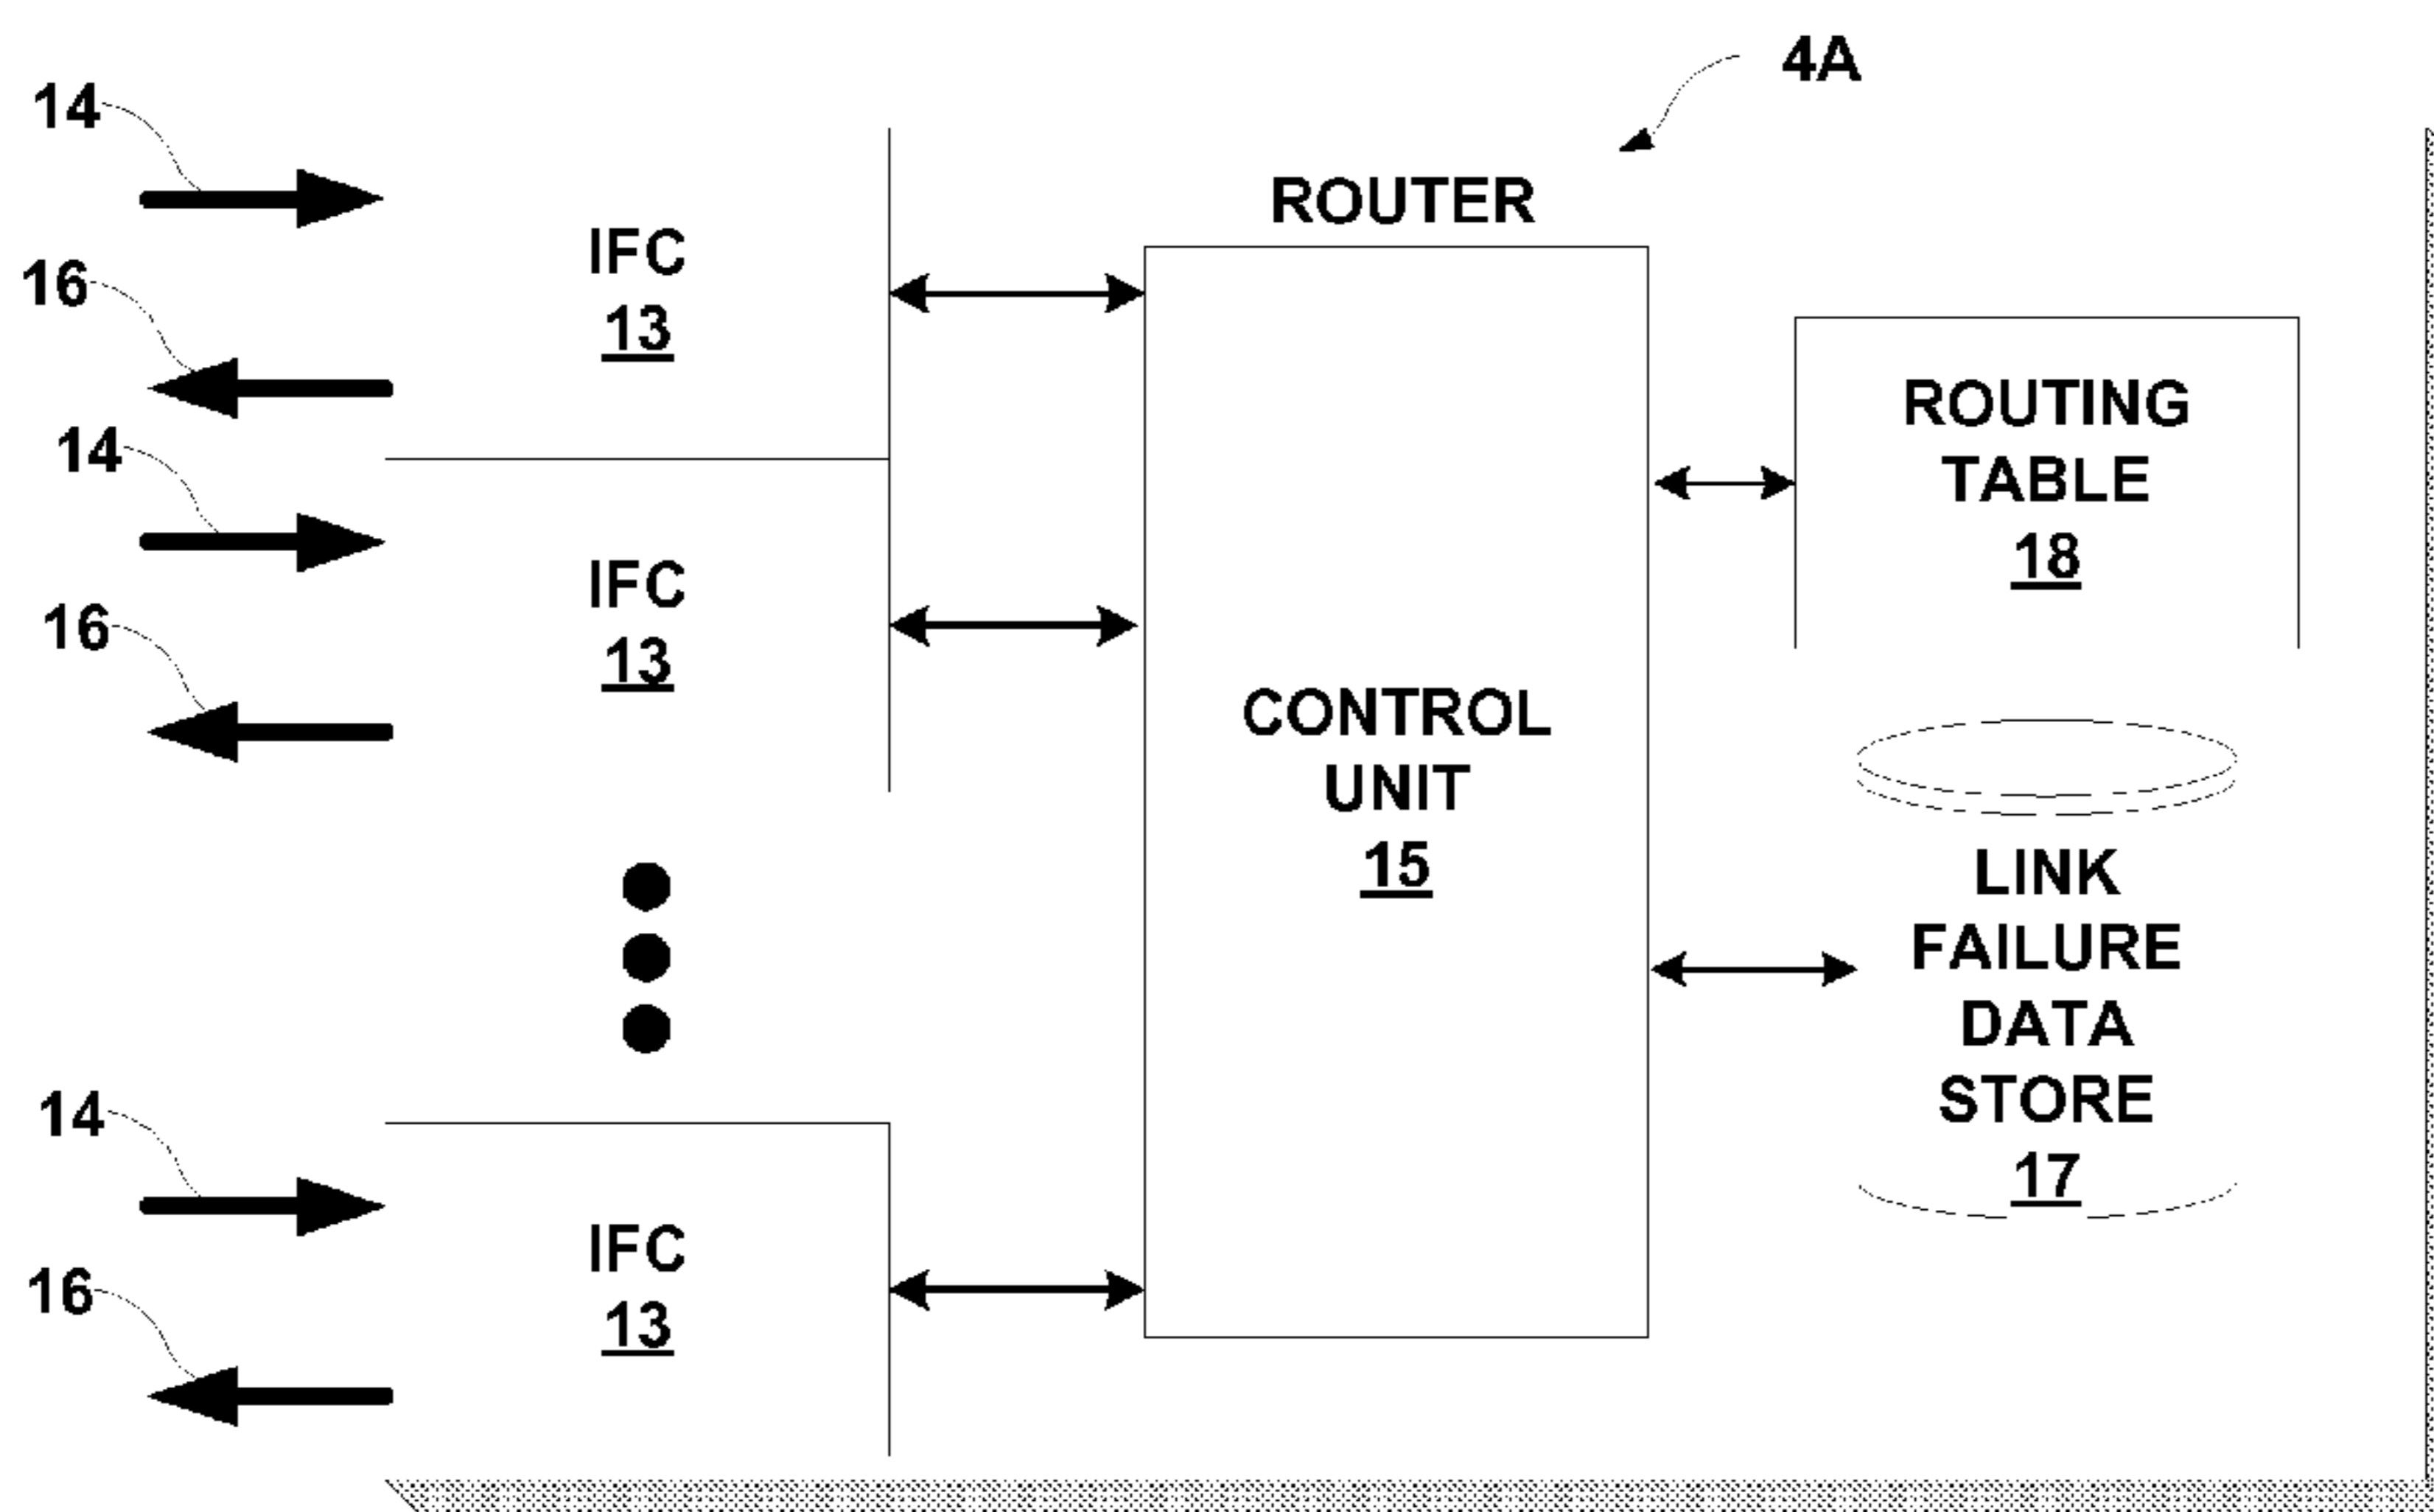 4A
14
ROUTER
IFC
13
16
14
IFC
13
16
ROUTING
TABLE
18
CONTROL
UNIT
15
LINK
FAILURE
DATA
STORE
17
14
IFC
13
16